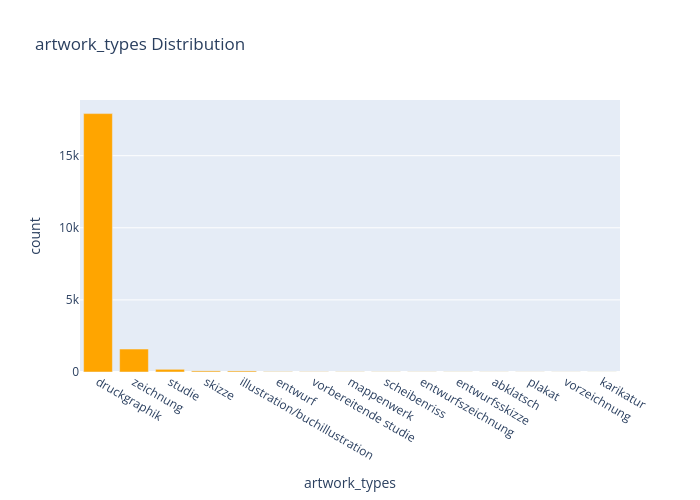 artwork_types Distribution
15k
10k
5k
0
count
druckgraphik
zeichnung
studie
skizze
illustration/buchillustration
entwurf
vorbereitende studie
mappenwerk
scheibenriss
entwurfszeichnung
entwurfsskizze
abklatsch
plakat
vorzeichnung
karikatur
artwork_types